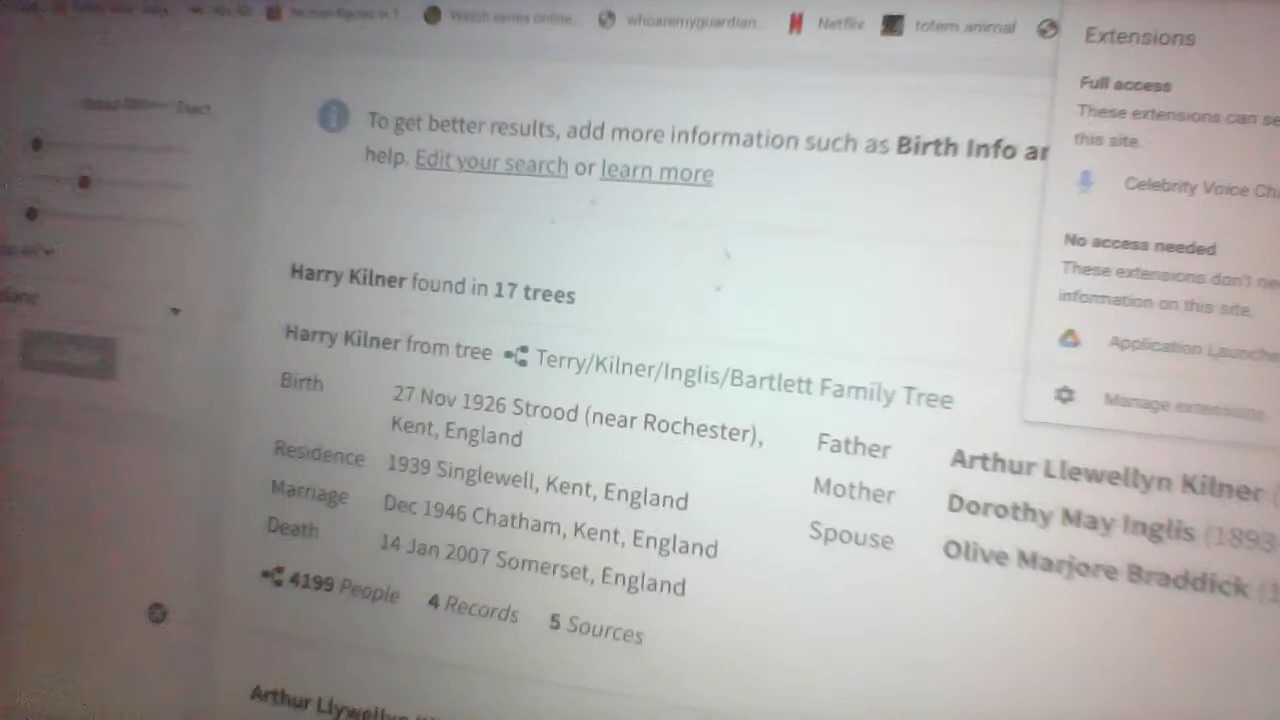 Watch series online
whoaremyguardian...
Netflix
totem animal
Extensions
Full access
These extensions can se
this site.
Celebrity Voice Ch
No access needed
These extensions don't ne
information on this site.
Application Launche
Manage extensions
Exact
To get better results, add more information such as Birth Info ar
help. Edit your search or learn more
Harry Kilner found in 17 trees
Harry Kilner from tree Terry/Kilner/Inglis/Bartlett Family Tree
Birth 27 Nov 1926 Strood (near Rochester),
Kent, England
Residence 1939 Singlewell, Kent, England
Marriage Dec 1946 Chatham, Kent, England
Death 14 Jan 2007 Somerset, England
Father Arthur Llewellyn Kilner (
Mother Dorothy May Inglis (1893
Spouse Olive Marjore Braddick (1
4199 People 4 Records 5 Sources
Arthur Llywellyn